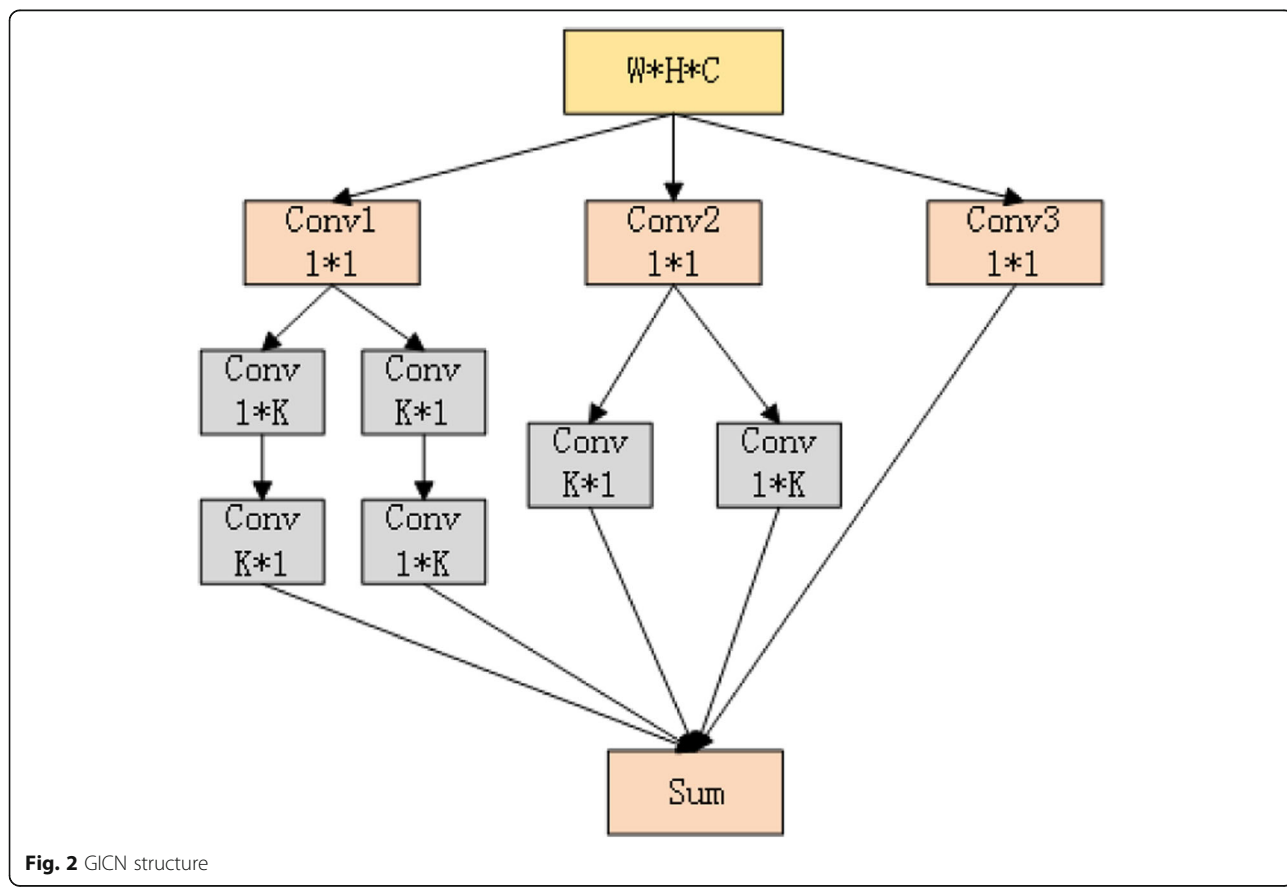 W*H*C
Conv1
1*1
Conv2
1*1
Conv3
1*1
Conv
1*K
Conv
K*1
Conv
K*1
Conv
1*K
Conv
K*1
Conv
1*K
Sum
Fig. 2 GICN structure